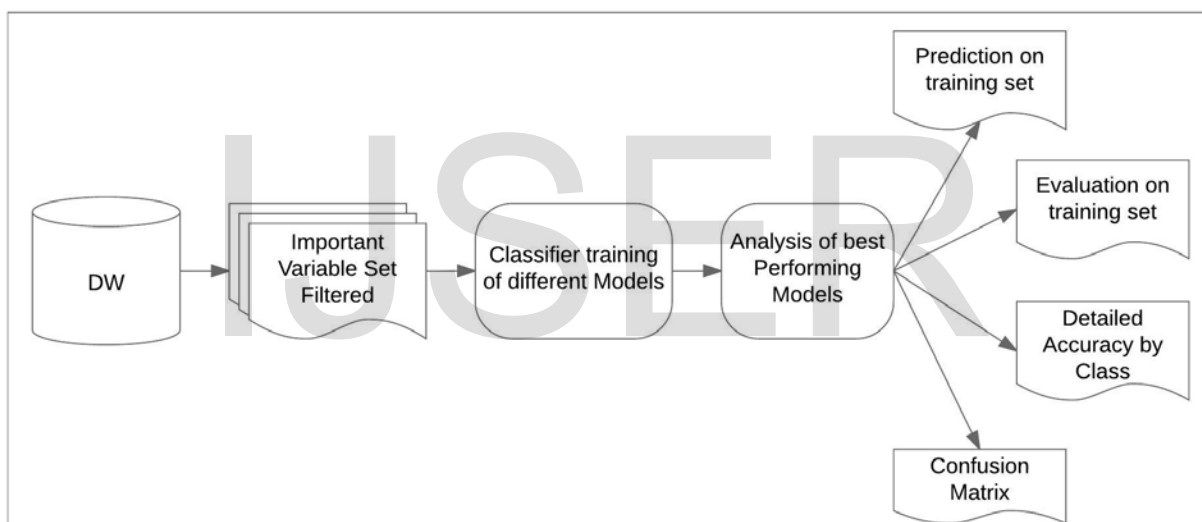 IJSER
DW
Important
Variable Set
Filtered
Classifier training
of different Models
Analysis of best
Performing
Models
Prediction on
training set
Evaluation on
training set
Detailed
Accuracy by
Class
Confusion
Matrix